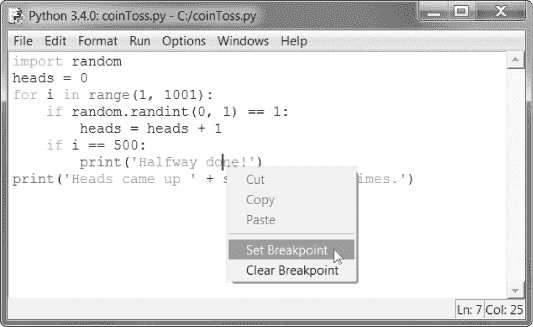 Python 3.4.0: coinToss.py - C:/coinToss.py
File Edit Format Run Options Windows Help
import random
heads = 0
for i in range(1, 1001):
    if random.randint(0, 1) == 1:
        heads = heads + 1
    if i == 500:
        print('Halfway done!')
print('Heads came up ' + s imes.')
Cut
Copy
Paste
Set Breakpoint
Clear Breakpoint
Ln: 7 Col: 25